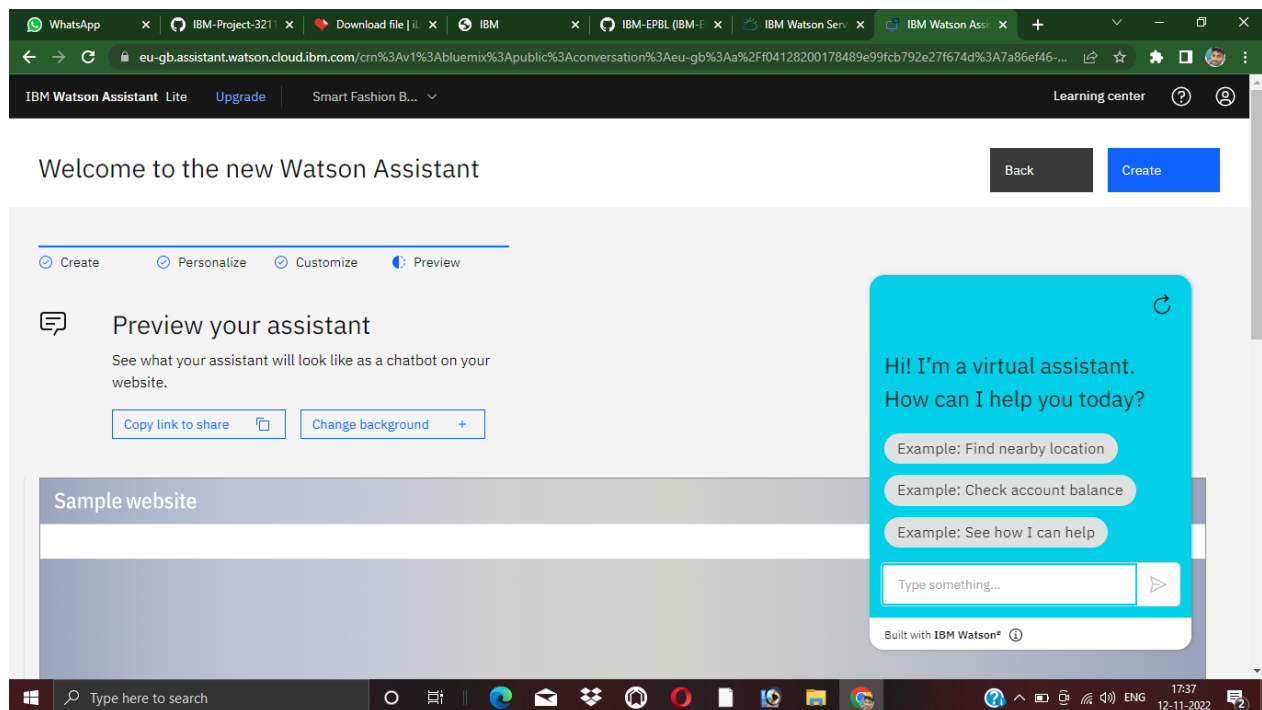 WhatsApp
IBM-Project-3211
Download file | iL
IBM
IBM-EPBL (IBM-E
IBM Watson Serv
IBM Watson Assis
eu-gb.assistant.watson.cloud.ibm.com/crn%3Av1%3Abluemix%3Apublic%3Aconversation%3Aeu-gb%3Aa%2Ff04128200178489e99fcb792e27f674d%3A7a86ef46-...
IBM Watson Assistant Lite
Upgrade
Smart Fashion B...
Learning center
Welcome to the new Watson Assistant
Back
Create
Create
Personalize
Customize
Preview
Preview your assistant
See what your assistant will look like as a chatbot on your
website.
Copy link to share
Change background +
Sample website
Hi! I'm a virtual assistant.
How can I help you today?
Example: Find nearby location
Example: Check account balance
Example: See how I can help
Type something...
Built with IBM Watson®
Type here to search
ENG
17:37
12-11-2022
2